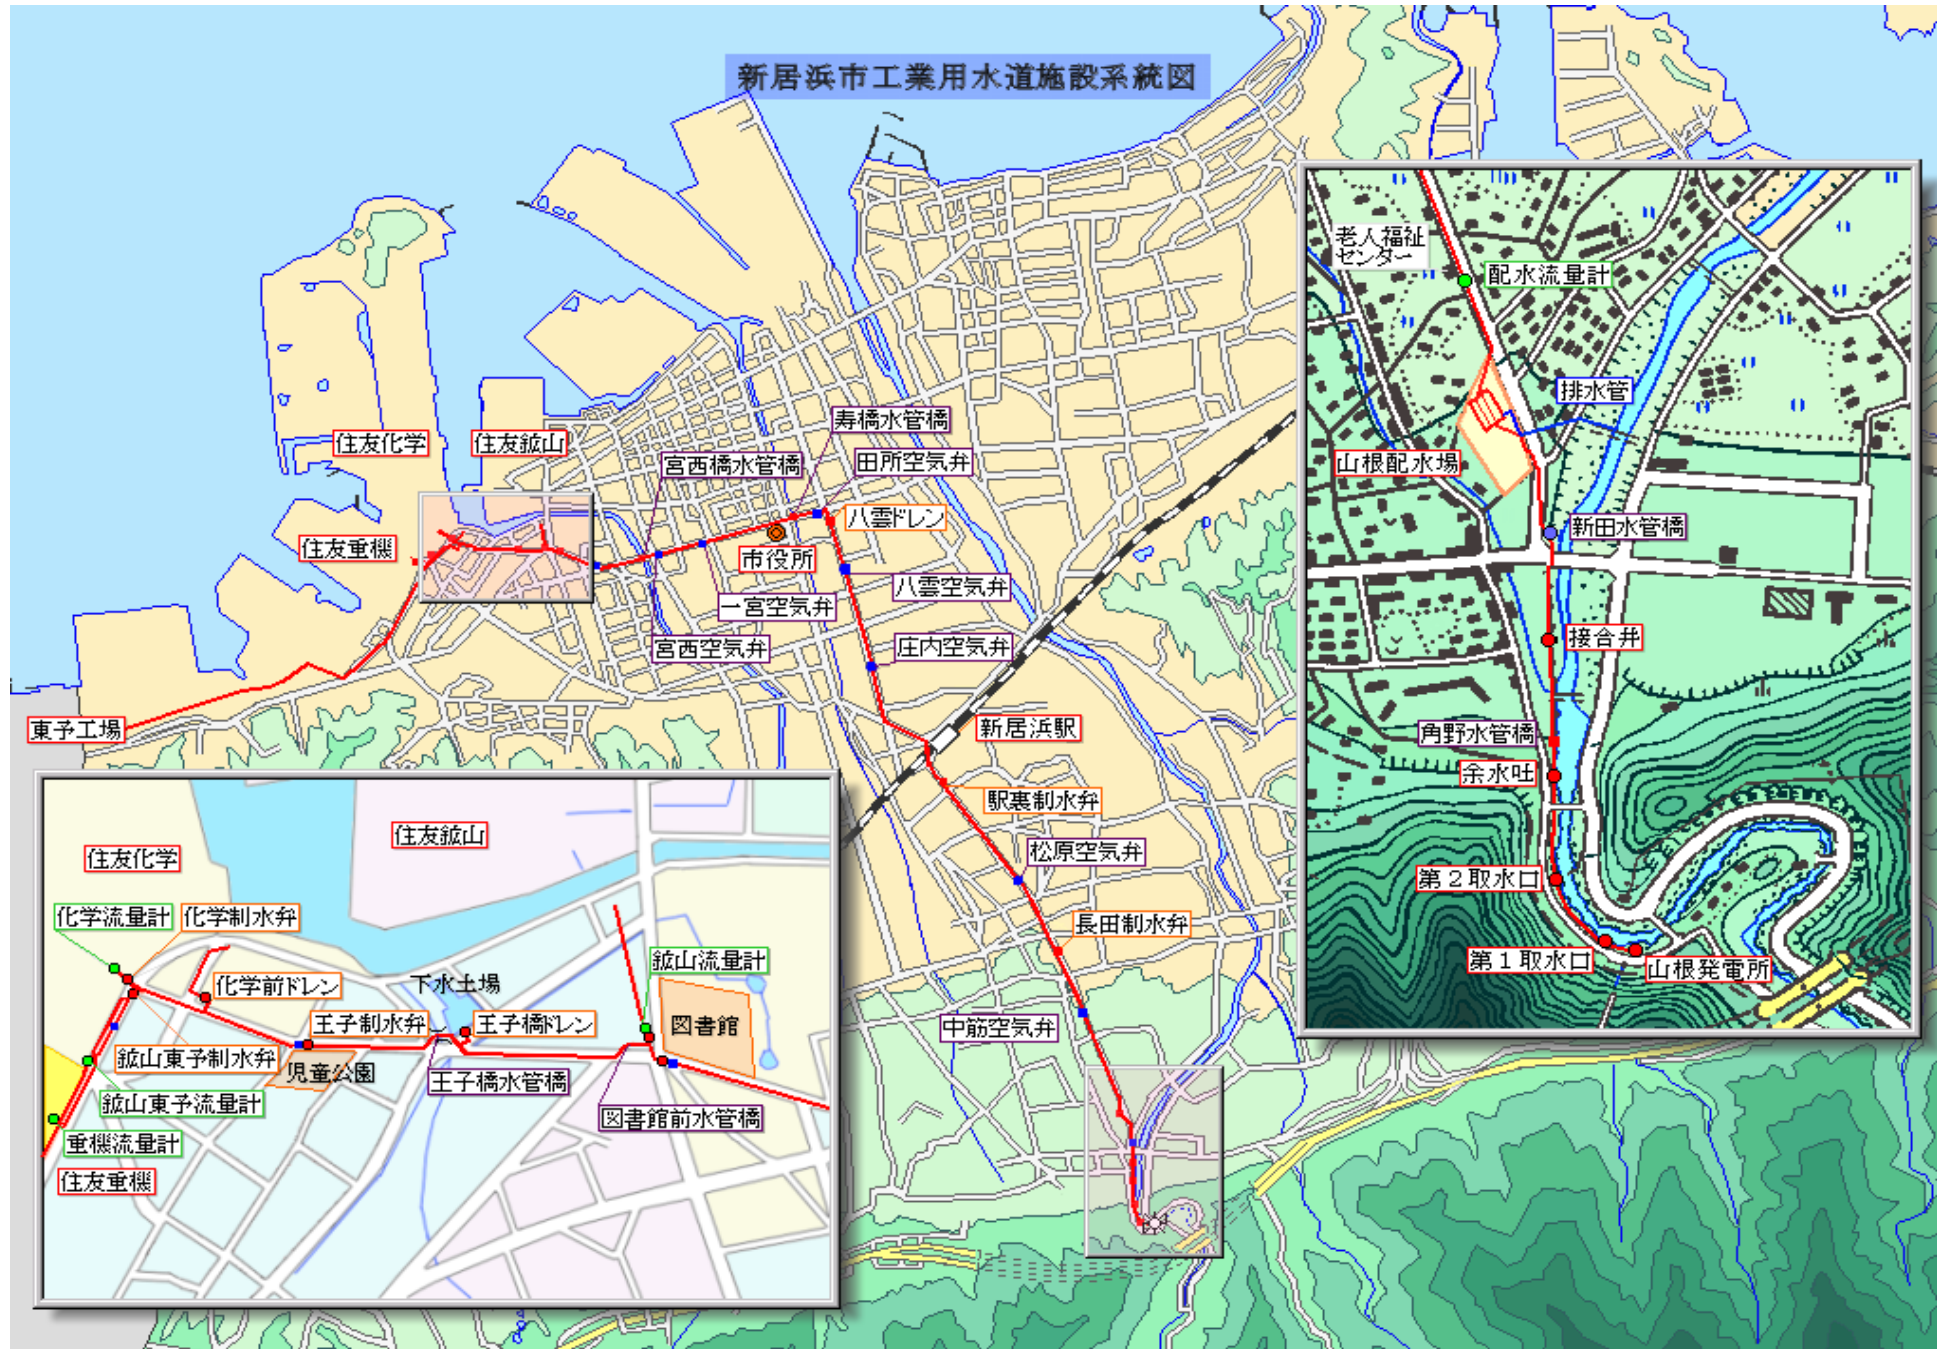 新居浜市工業用水道施設系統図
住友化学
住友鉱山
寿橋水管橋
宮西橋水管橋
田所空気弁
八雲ドレン
住友重機
市役所
八雲空気弁
一宮空気弁
宮西空気弁
庄内空気弁
東予工場
新居浜駅
駅裏制水弁
松原空気弁
長田制水弁
中筋空気弁
老人福祉
センター
配水流量計
排水管
山根配水場
新田水管橋
接合井
角野水管橋
余水吐
第2取水口
第1取水口
山根発電所
住友鉱山
住友化学
化学流量計
化学制水弁
鉱山流量計
化学前ドレン
下水土場
王子制水弁
王子橋ドレン
図書館
鉱山東予制水弁
児童公園
王子橋水管橋
鉱山東予流量計
図書館前水管橋
重機流量計
住友重機